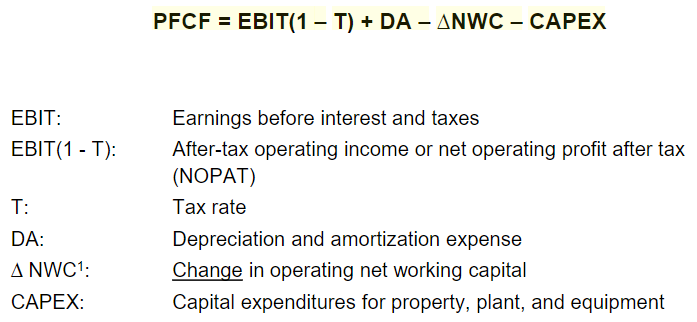 PFCF = EBIT(1 – T) + DA – ∆NWC – CAPEX
EBIT: Earnings before interest and taxes
EBIT(1 - T): After-tax operating income or net operating profit after tax
(NOPAT)
T: Tax rate
DA: Depreciation and amortization expense
∆ NWC¹: Change in operating net working capital
CAPEX: Capital expenditures for property, plant, and equipment